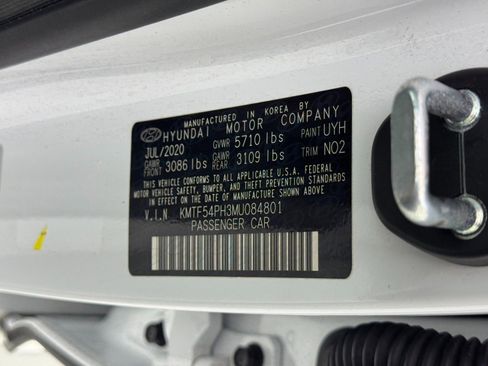 MANUFACTURED IN KOREA BY
HYUNDAI MOTOR COMPANY
JUL/2020 GVWR 5710 lbs PAINT UYH
GAWR FRONT 3086 lbs GAWR REAR 3109 lbs TRIM NO2
THIS VEHICLE CONFORMS TO ALL APPLICABLE U.S.A. FEDERAL
MOTOR VEHICLE SAFETY, BUMPER, AND THEFT PREVENTION STANDARDS
IN EFFECT ON THE DATE OF MANUFACTURE SHOWN ABOVE.
V.I.N KMTF54PH3MU084801
PASSENGER CAR